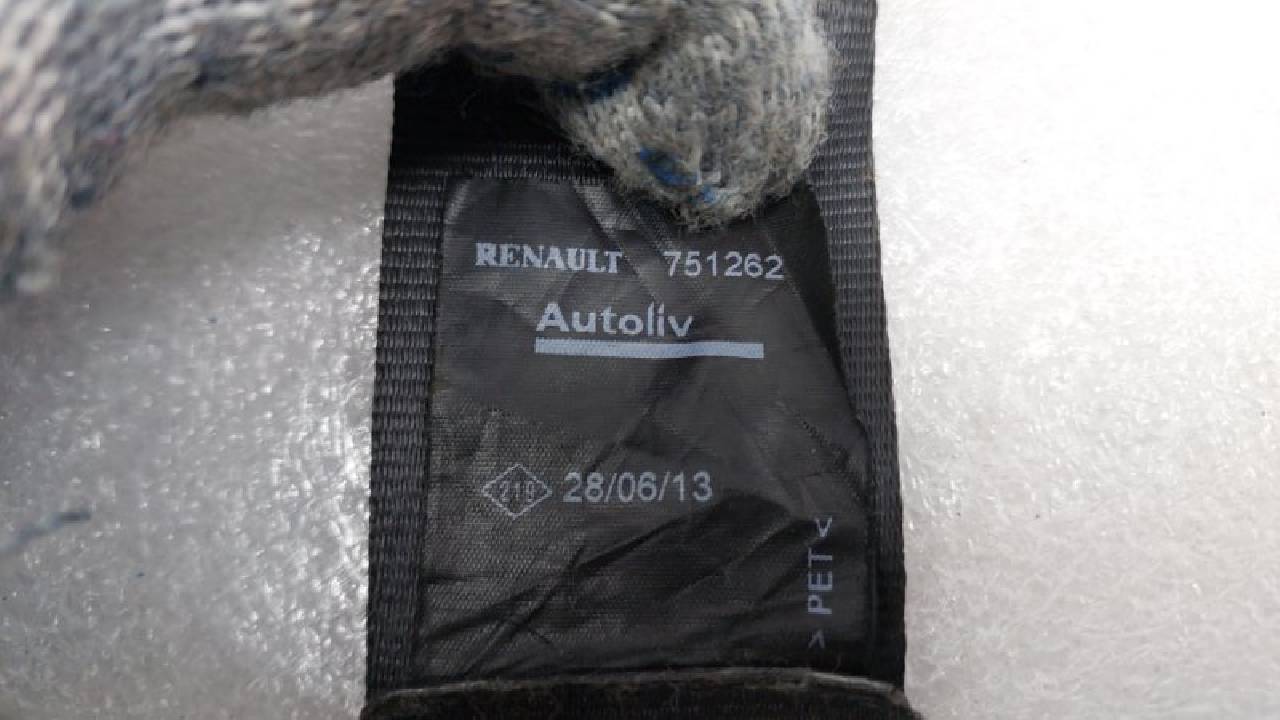 RENAULT 751262
Autoliv
219 28/06/13
>PET<